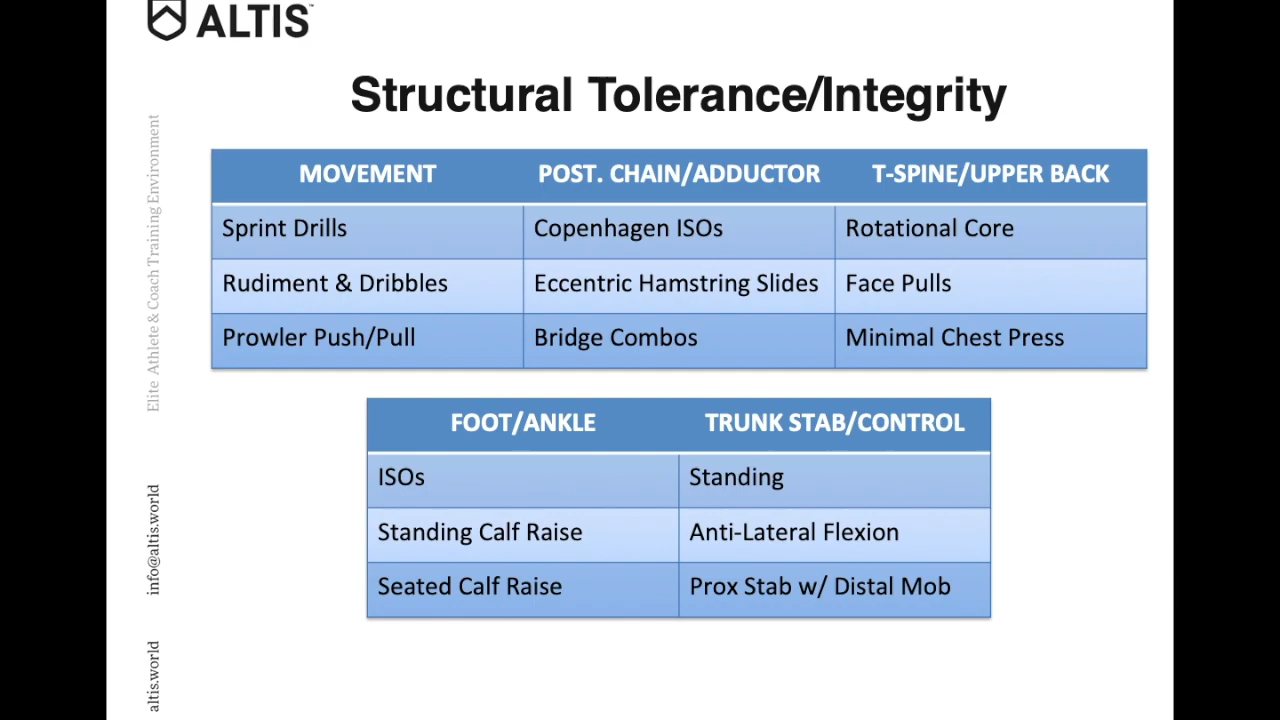 ALTIS™
Structural Tolerance/Integrity
MOVEMENT POST. CHAIN/ADDUCTOR T-SPINE/UPPER BACK
Sprint Drills Copenhagen ISOs Rotational Core
Rudiment & Dribbles Eccentric Hamstring Slides Face Pulls
Prowler Push/Pull Bridge Combos Minimal Chest Press
FOOT/ANKLE TRUNK STAB/CONTROL
ISOs Standing
Standing Calf Raise Anti-Lateral Flexion
Seated Calf Raise Prox Stab w/ Distal Mob
Elite Athlete & Coach Training Environment
info@altis.world
altis.world